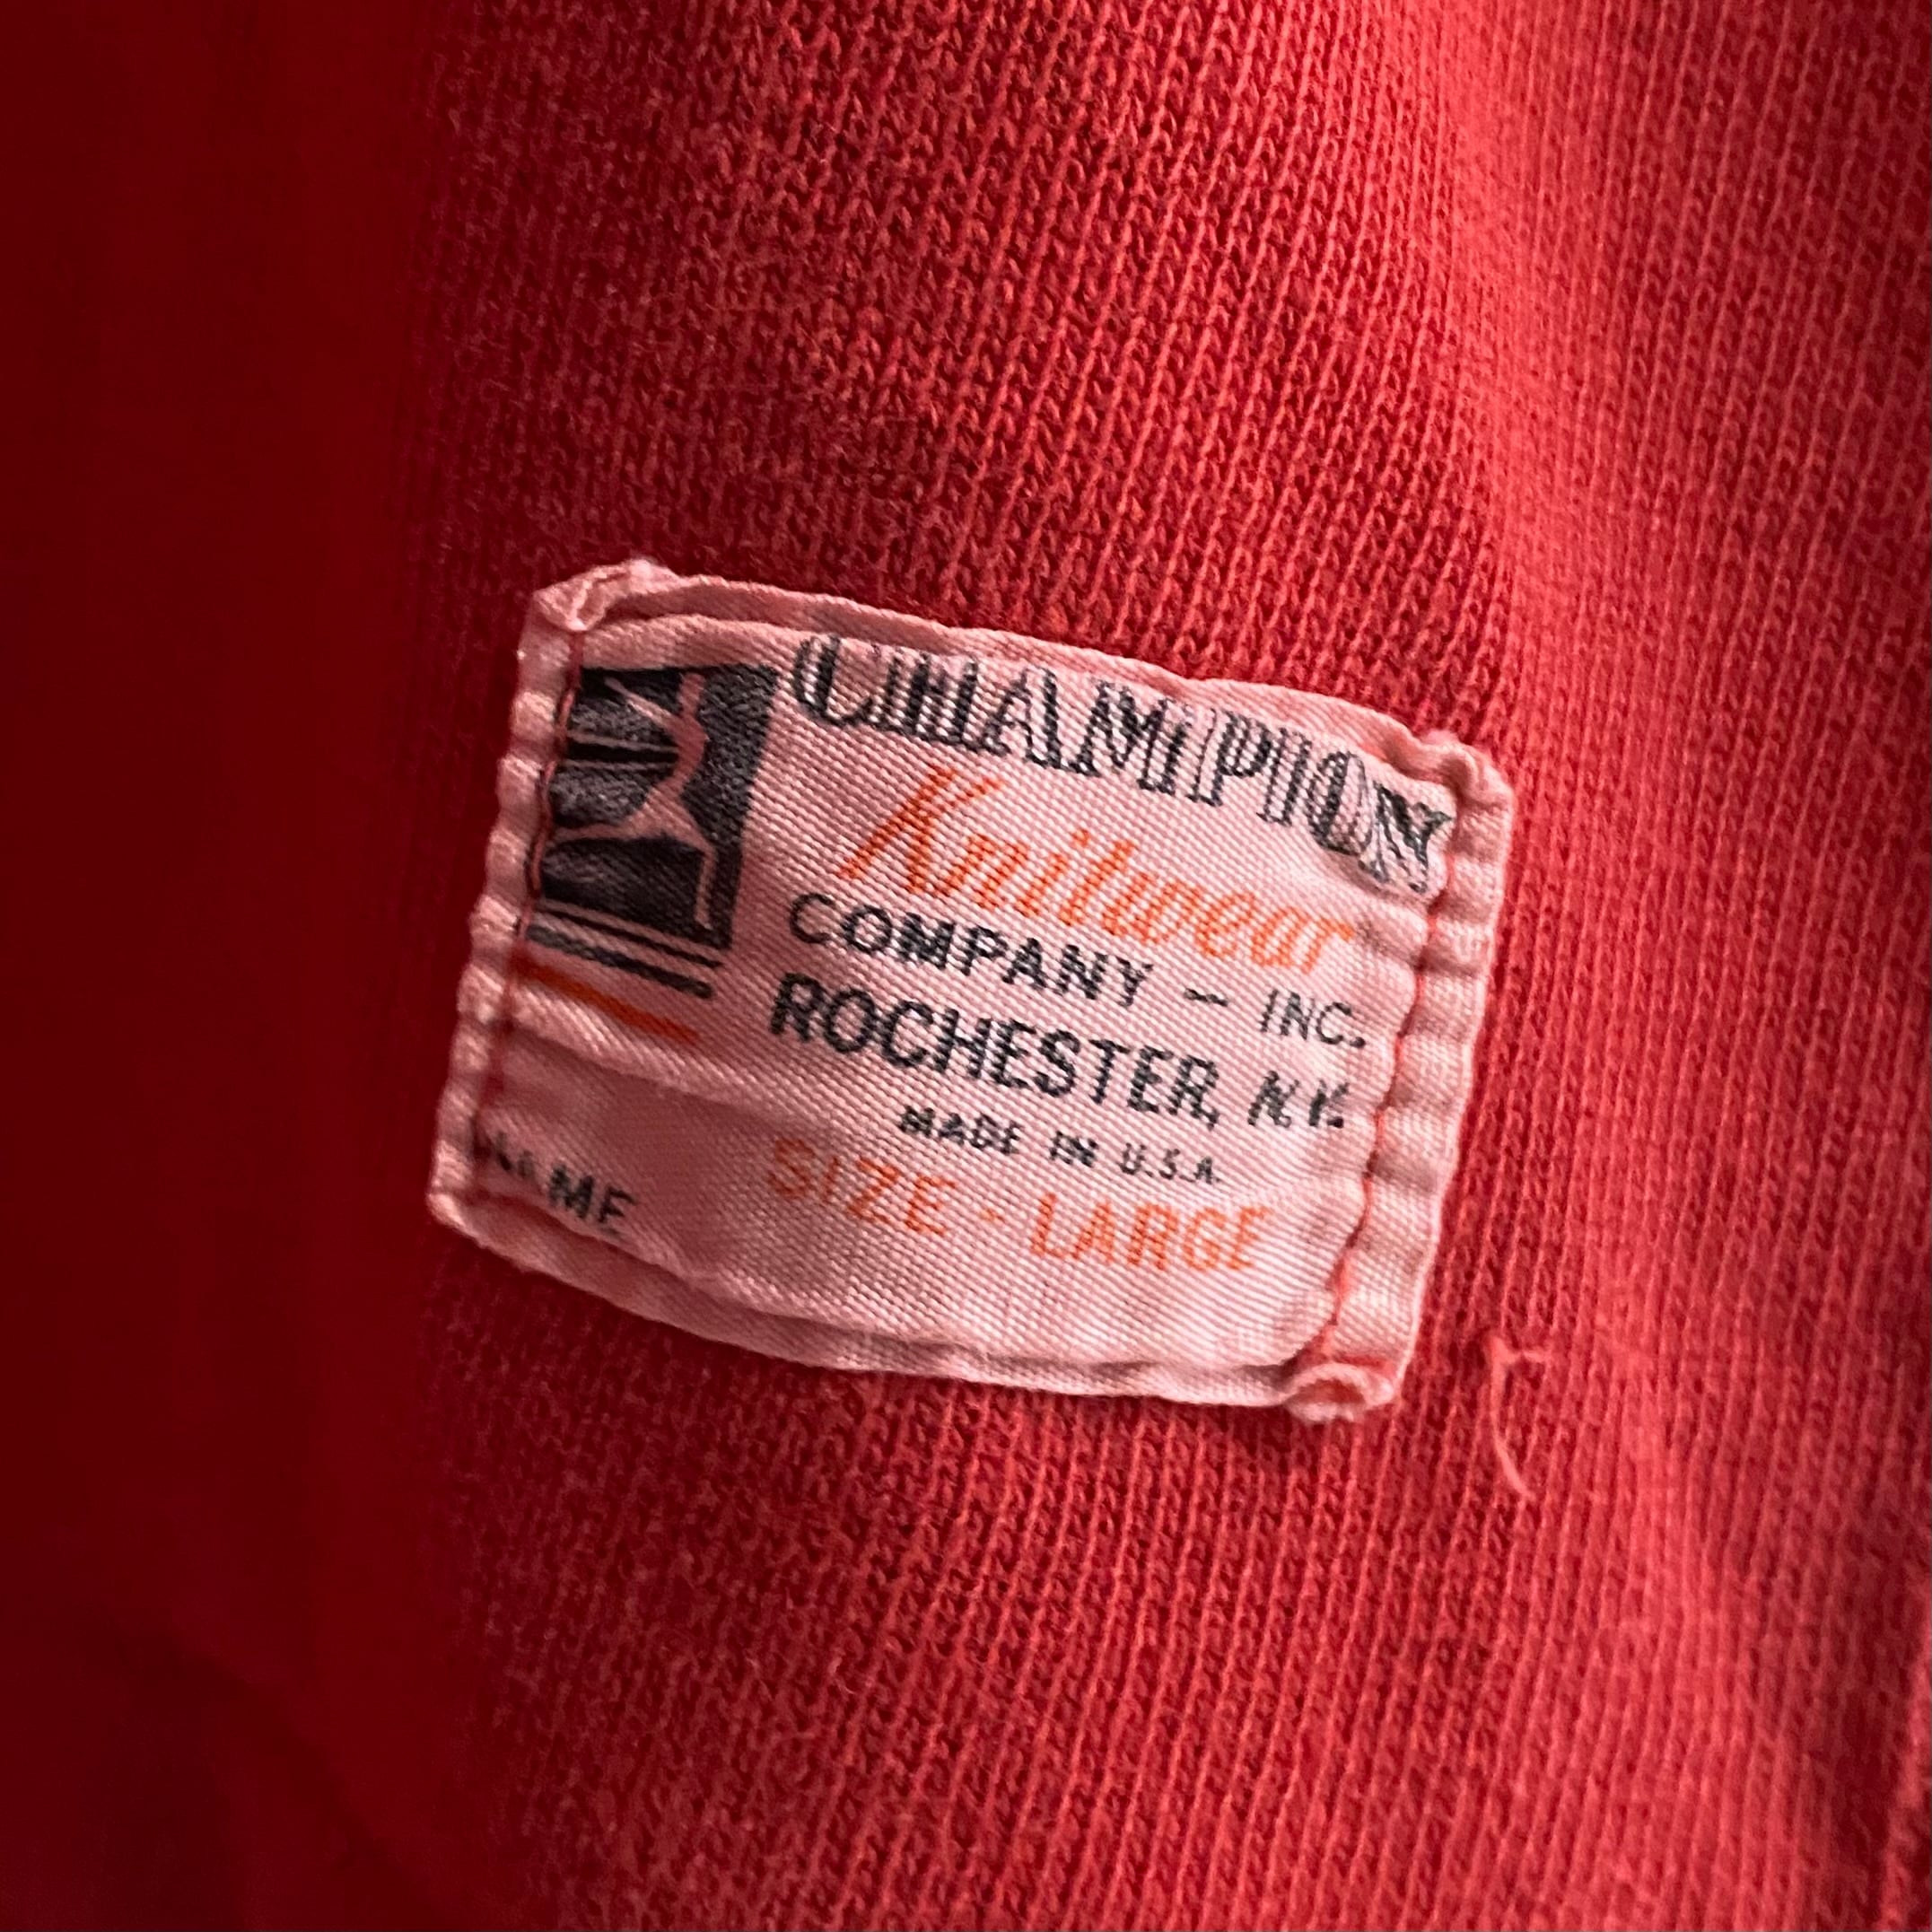 CHAMPION
Knitwear
COMPANY - INC.
ROCHESTER, N.Y.
MADE IN U.S.A.
SIZE - LARGE
NAME